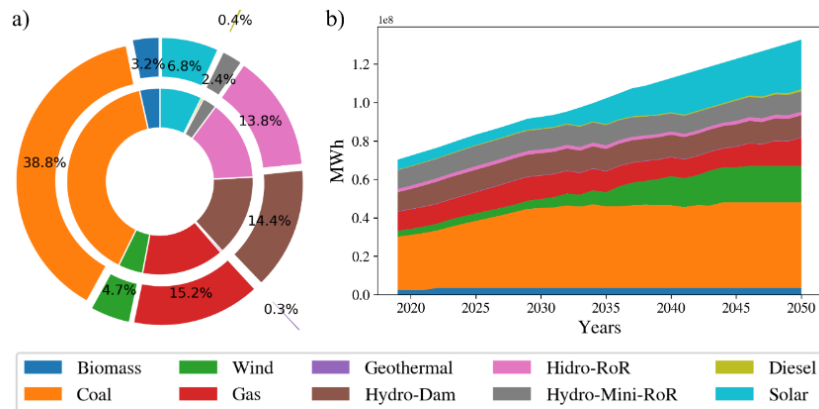 a)
0.4%
3.2%
6.8%
2.4%
13.8%
38.8%
14.4%
4.7%
15.2%
0.3%
b)
1e8
1.2
1.0
0.8
0.6
0.4
0.2
0.0
MWh
2020 2025 2030 2035 2040 2045 2050
Years
Biomass Wind Geothermal Hidro-RoR Diesel
Coal Gas Hydro-Dam Hydro-Mini-RoR Solar